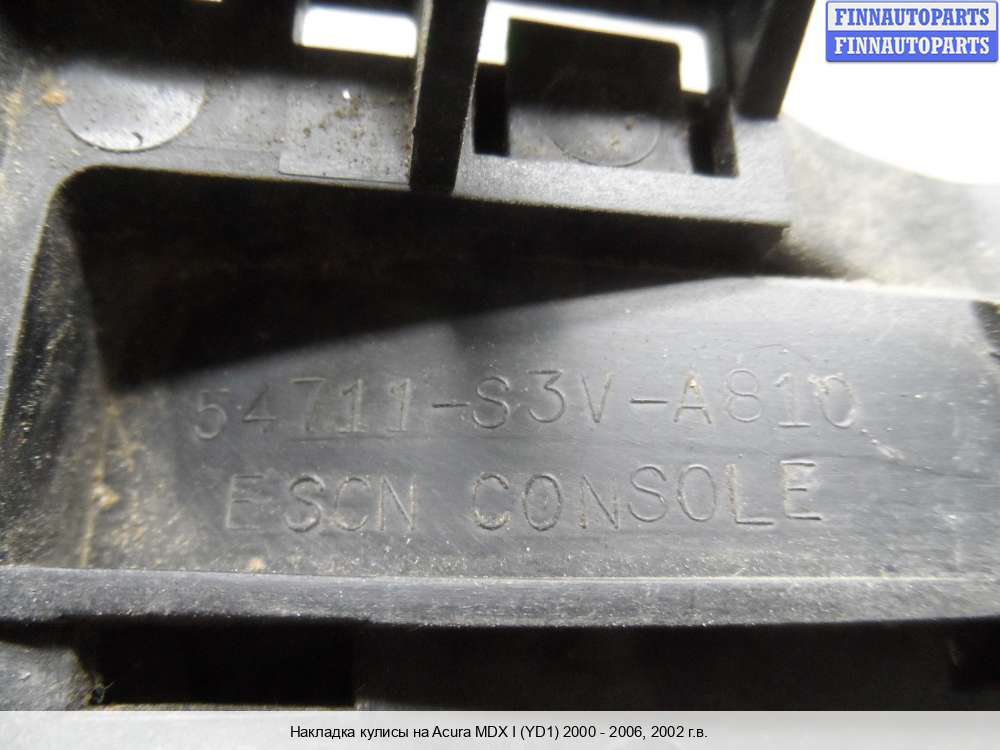 FINNAUTOPARTS
FINNAUTOPARTS
54711-S3V-A810
ESCN CONSOLE
Накладка кулисы на Acura MDX I (YD1) 2000 - 2006, 2002 г.в.